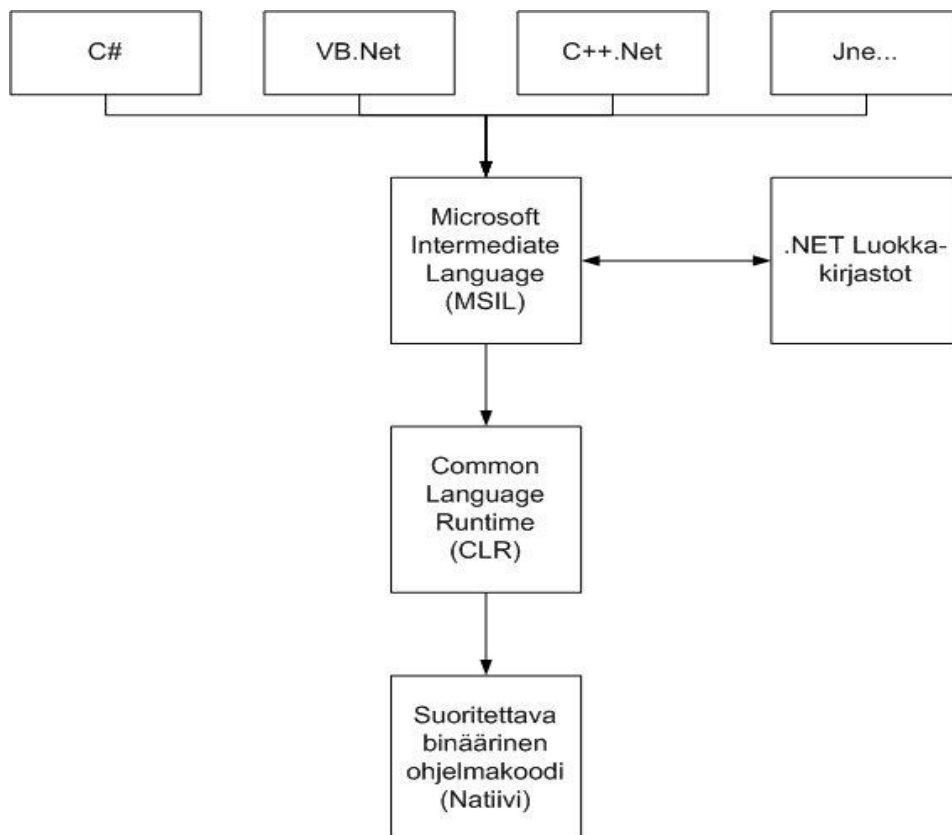 C#
VB.Net
C++.Net
Jne...
Microsoft
Intermediate
Language
(MSIL)
.NET Luokka-
kirjastot
Common
Language
Runtime
(CLR)
Suoritettava
binäärinen
ohjelmakoodi
(Natiivi)